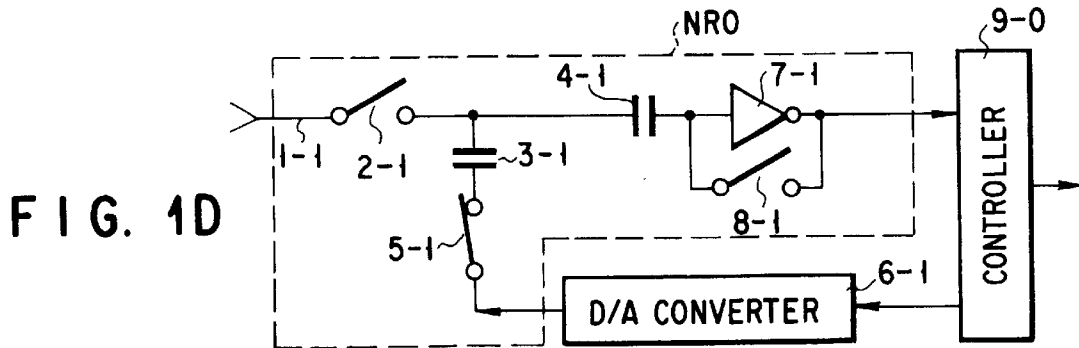 NRO
9-0
4-1
7-1
1-1
2-1
3-1
8-1
FIG. 1D
5-1
6-1
D/A CONVERTER
CONTROLLER